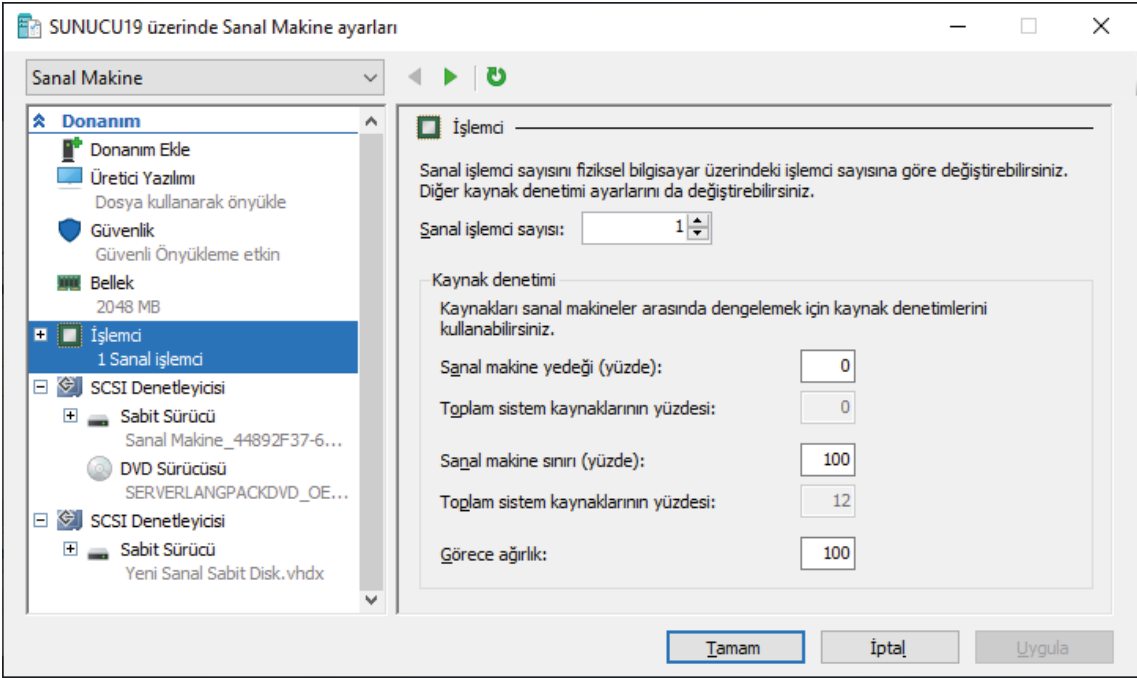 SUNUCU19 üzerinde Sanal Makine ayarları
Sanal Makine
Donanım
Donanım Ekle
Üretici Yazılımı
Dosya kullanarak önyükle
Güvenlik
Güvenli Önyükleme etkin
Bellek
2048 MB
İşlemci
1 Sanal işlemci
SCSI Denetleyicisi
Sabit Sürücü
Sanal Makine_44892F37-6...
DVD Sürücüsü
SERVERLANGPACKDVD_OE...
SCSI Denetleyicisi
Sabit Sürücü
Yeni Sanal Sabit Disk.vhdx
İşlemci
Sanal işlemci sayısını fiziksel bilgisayar üzerindeki işlemci sayısına göre değiştirebilirsiniz.
Diğer kaynak denetimi ayarlarını da değiştirebilirsiniz.
Sanal işlemci sayısı: 1
Kaynak denetimi
Kaynakları sanal makineler arasında dengelemek için kaynak denetimlerini
kullanabilirsiniz.
Sanal makine yedeği (yüzde): 0
Toplam sistem kaynaklarının yüzdesi: 0
Sanal makine sınırı (yüzde): 100
Toplam sistem kaynaklarının yüzdesi: 12
Görece ağırlık: 100
Tamam İptal Uygula